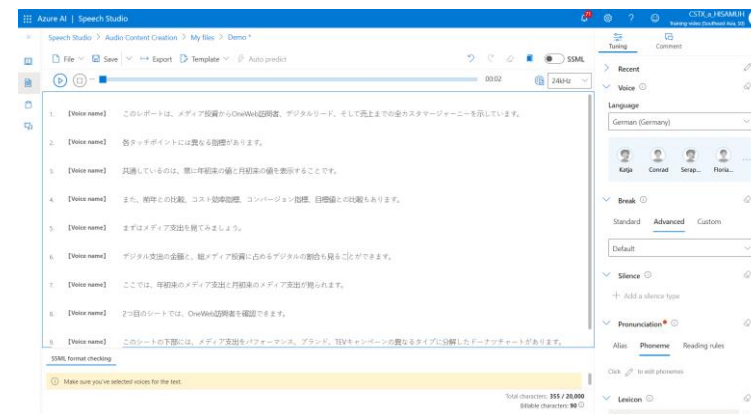 Azure AI | Speech Studio
21
CSTX_a_HISAMUH
Training video (Southeast Asia, S0)
Speech Studio > Audio Content Creation > My files > Demo *
File
Save
Export
Template
Auto predict
SSML
00:02
24kHz
1. [Voice name] このレポートは、メディア投資からOneWeb訪問者、デジタルリード、そして売上までの全カスタマージャーニーを示しています。
2. [Voice name] 各タッチポイントには異なる指標があります。
3. [Voice name] 共通しているのは、常に年初来の値と月初来の値を表示することです。
4. [Voice name] また、前年との比較、コスト効率指標、コンバージョン指標、目標値との比較もあります。
5. [Voice name] まずはメディア支出を見てみましょう。
6. [Voice name] デジタル支出の金額と、総メディア投資に占めるデジタルの割合も見ることができます。
7. [Voice name] ここでは、年初来のメディア支出と月初来のメディア支出が見られます。
8. [Voice name] 2つ目のシートでは、OneWeb訪問者を確認できます。
9. [Voice name] このシートの下部には、メディア支出をパフォーマンス、ブランド、TSVキャンペーンの異なるタイプに分解したドーナツチャートがあります。
SSML format checking
Make sure you've selected voices for the text.
Total characters: 355 / 20,000
Billable characters: 90
Tuning
Comment
Recent
Voice
Language
German (Germany)
Katja
Conrad
Serap...
Floria...
Break
Standard
Advanced
Custom
Default
Silence
+ Add a silence type
Pronunciation
Alias
Phoneme
Reading rules
Click to edit phonemes
Lexicon